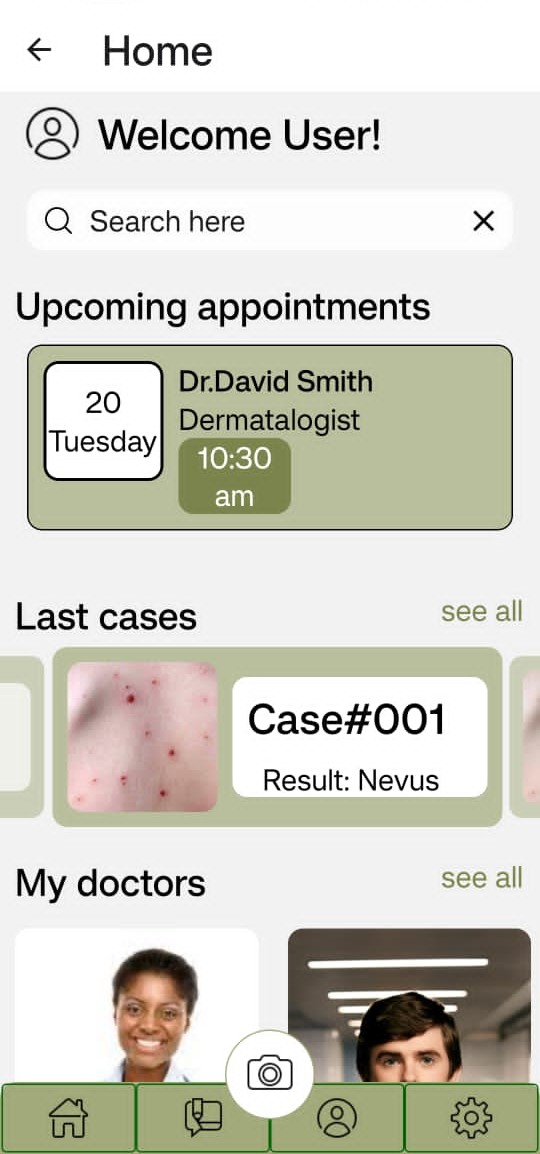 Home
Welcome User!
Search here
Upcoming appointments
20
Tuesday
Dr.David Smith
Dermatalogist
10:30
am
Last cases
see all
Case#001
Result: Nevus
My doctors
see all